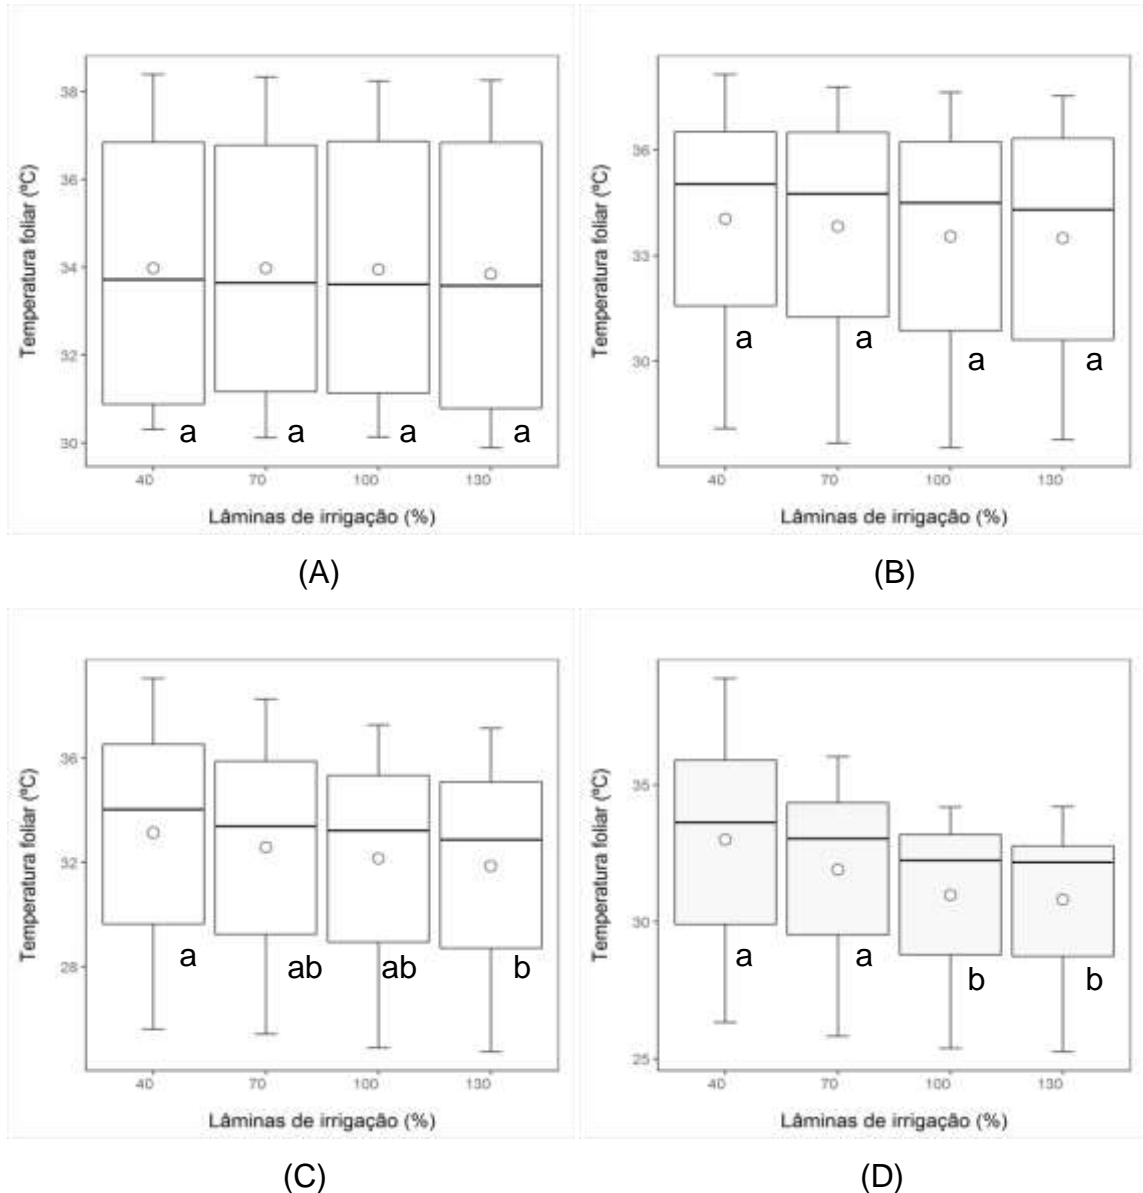 Temperatura foliar (ºC)
38
36
34
32
30
a
a
a
a
40
70
100
130
Lâminas de irrigação (%)
(A)
Temperatura foliar (ºC)
36
33
30
a
a
a
a
40
70
100
130
Lâminas de irrigação (%)
(B)
Temperatura foliar (ºC)
36
32
28
a
ab
ab
b
40
70
100
130
Lâminas de irrigação (%)
(C)
Temperatura foliar (ºC)
35
30
25
a
a
b
b
40
70
100
130
Lâminas de irrigação (%)
(D)